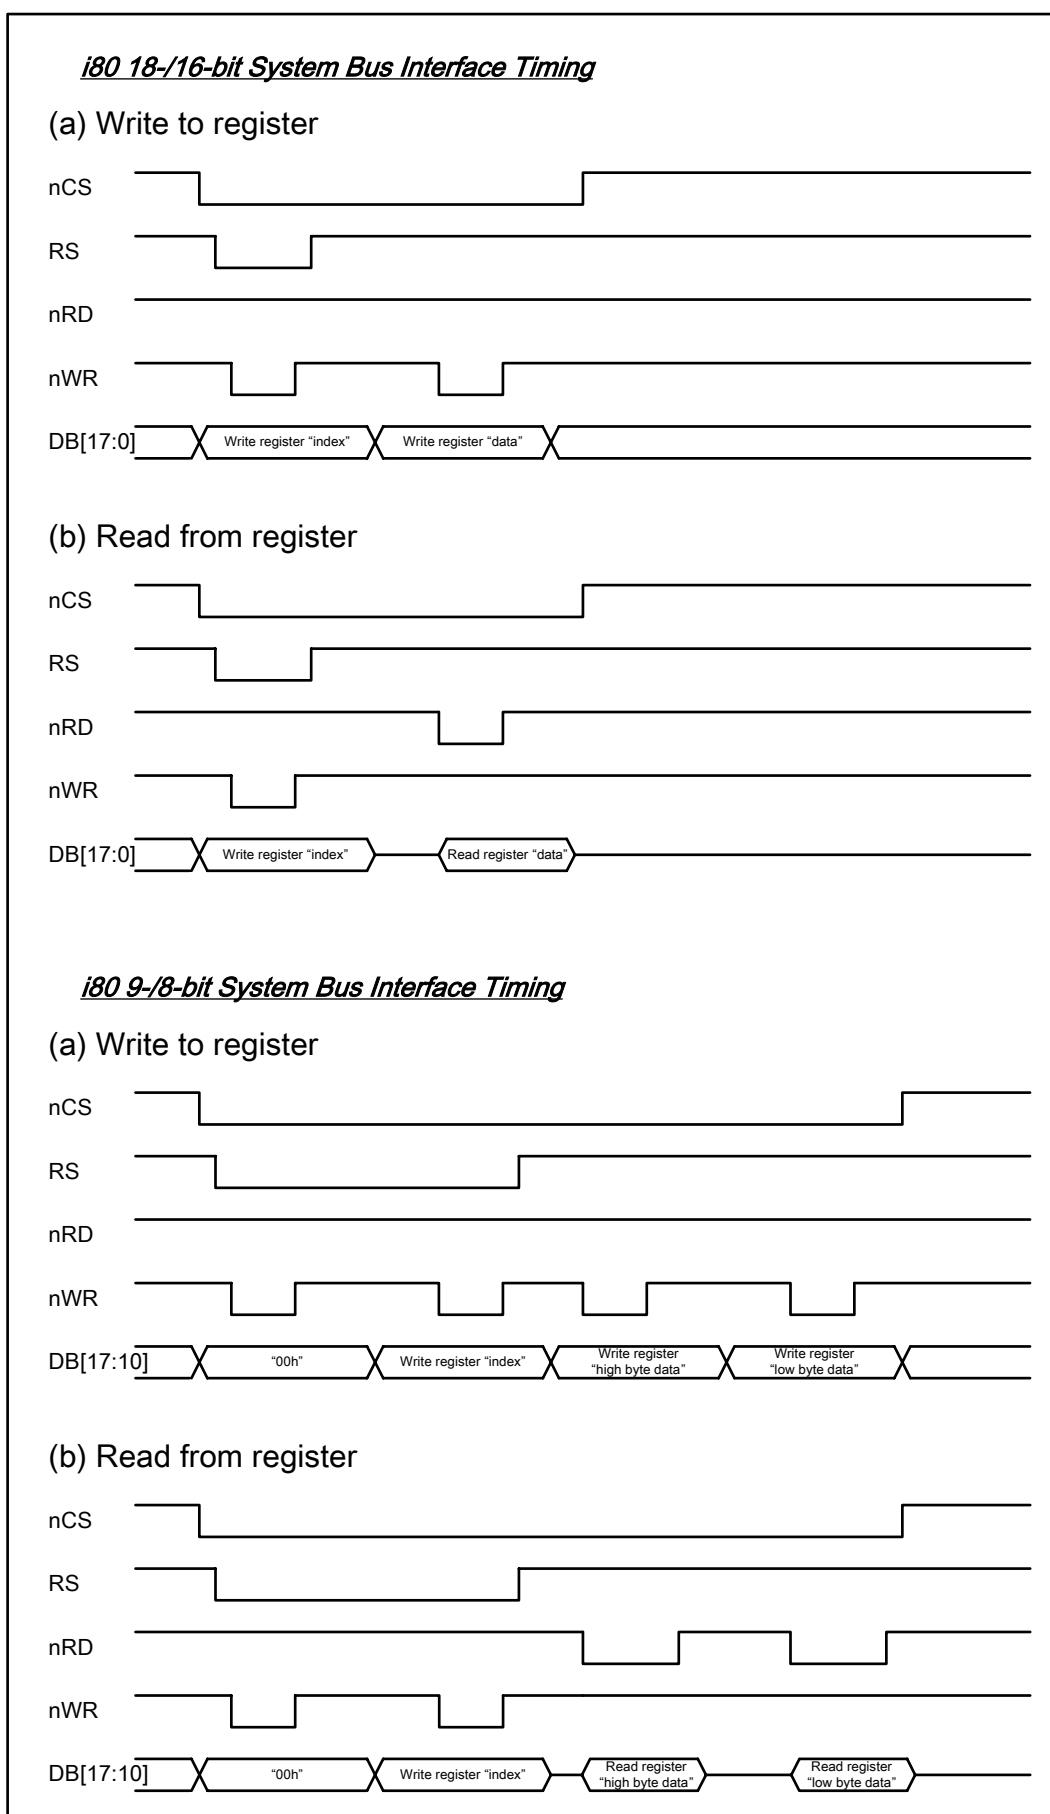 i80 18-/16-bit System Bus Interface Timing
(a) Write to register
nCS
RS
nRD
nWR
DB[17:0]
Write register “index”
Write register “data”
(b) Read from register
nCS
RS
nRD
nWR
DB[17:0]
Write register “index”
Read register “data”
i80 9-/8-bit System Bus Interface Timing
(a) Write to register
nCS
RS
nRD
nWR
DB[17:10]
“00h”
Write register “index”
Write register
“high byte data”
Write register
“low byte data”
(b) Read from register
nCS
RS
nRD
nWR
DB[17:10]
“00h”
Write register “index”
Read register
“high byte data”
Read register
“low byte data”